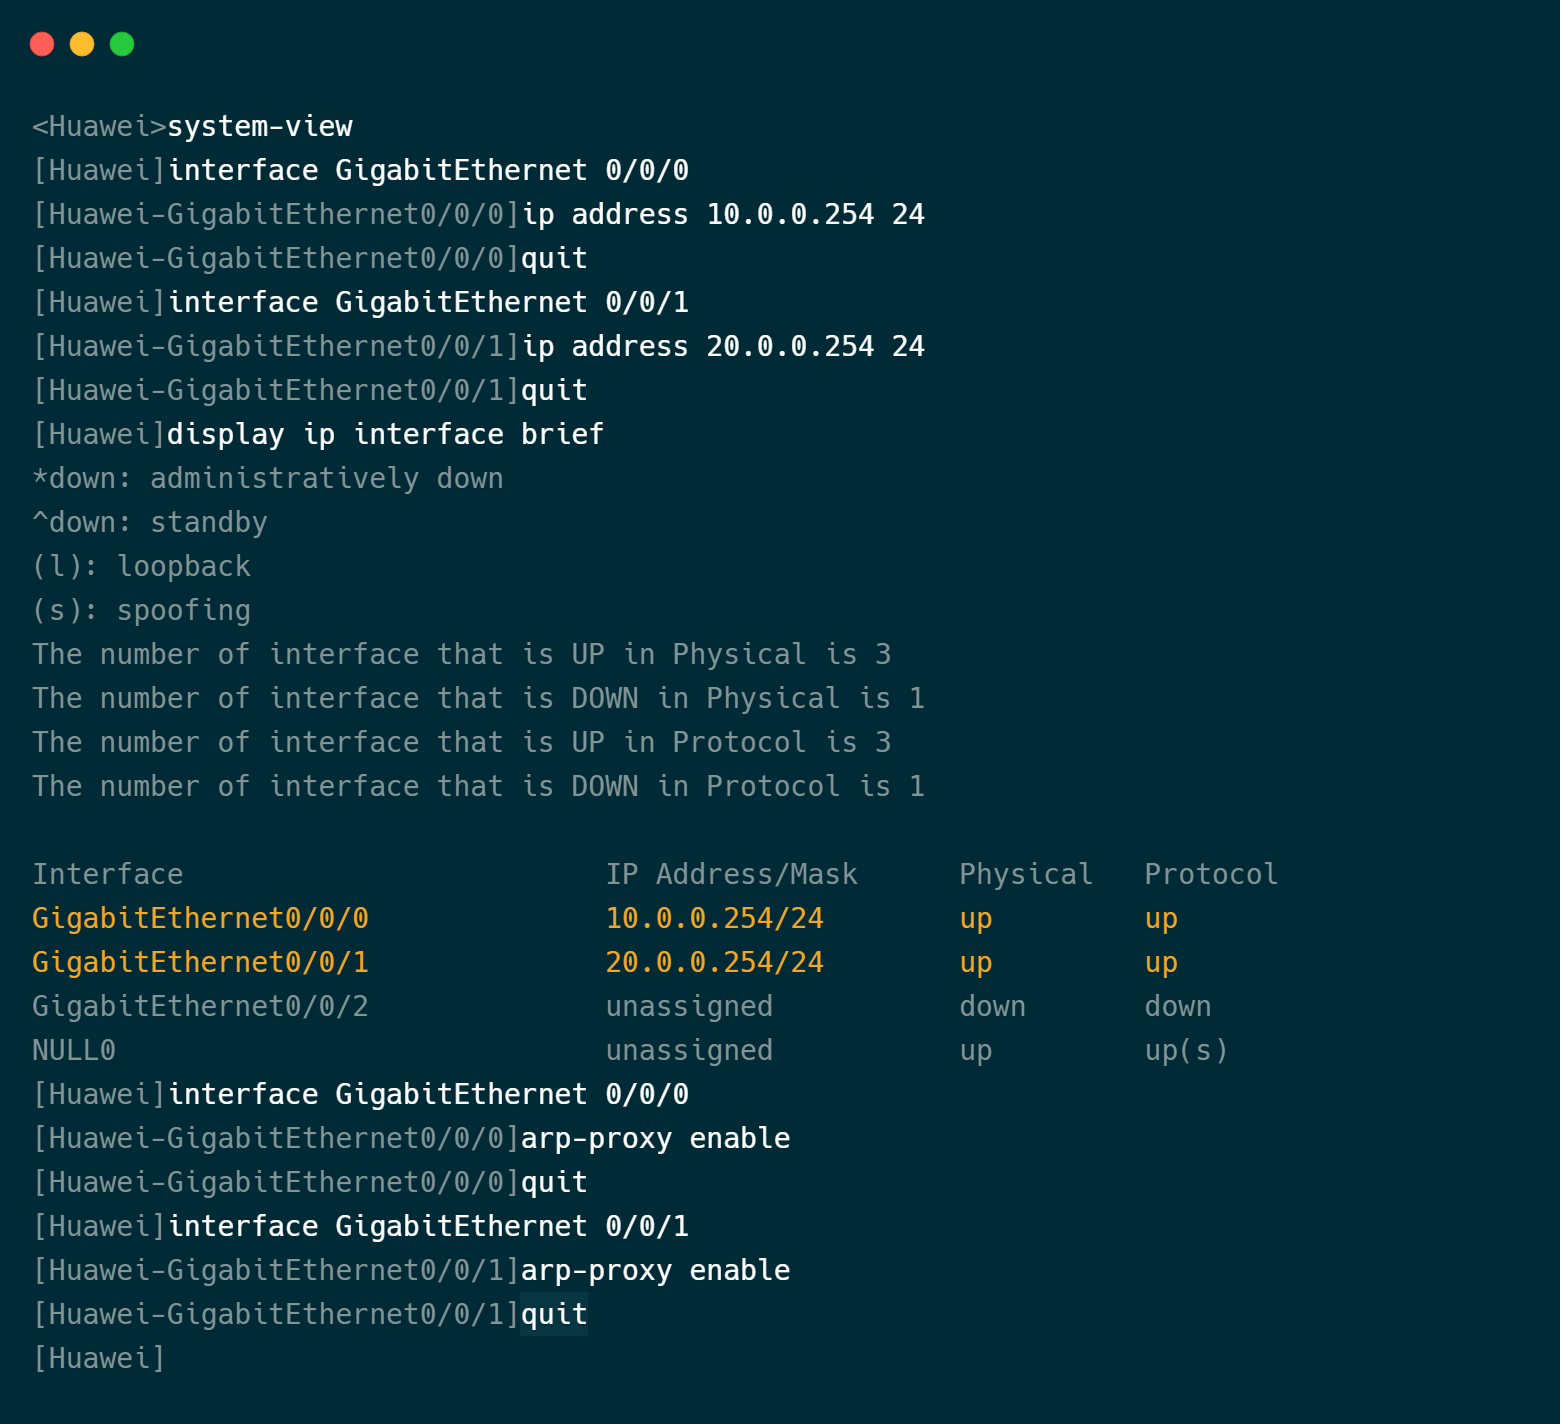 <Huawei>system-view
[Huawei]interface GigabitEthernet 0/0/0
[Huawei-GigabitEthernet0/0/0]ip address 10.0.0.254 24
[Huawei-GigabitEthernet0/0/0]quit
[Huawei]interface GigabitEthernet 0/0/1
[Huawei-GigabitEthernet0/0/1]ip address 20.0.0.254 24
[Huawei-GigabitEthernet0/0/1]quit
[Huawei]display ip interface brief
*down: administratively down
^down: standby
(l): loopback
(s): spoofing
The number of interface that is UP in Physical is 3
The number of interface that is DOWN in Physical is 1
The number of interface that is UP in Protocol is 3
The number of interface that is DOWN in Protocol is 1

Interface                         IP Address/Mask      Physical   Protocol
GigabitEthernet0/0/0              10.0.0.254/24        up         up
GigabitEthernet0/0/1              20.0.0.254/24        up         up
GigabitEthernet0/0/2              unassigned           down       down
NULL0                             unassigned           up         up(s)
[Huawei]interface GigabitEthernet 0/0/0
[Huawei-GigabitEthernet0/0/0]arp-proxy enable
[Huawei-GigabitEthernet0/0/0]quit
[Huawei]interface GigabitEthernet 0/0/1
[Huawei-GigabitEthernet0/0/1]arp-proxy enable
[Huawei-GigabitEthernet0/0/1]quit
[Huawei]